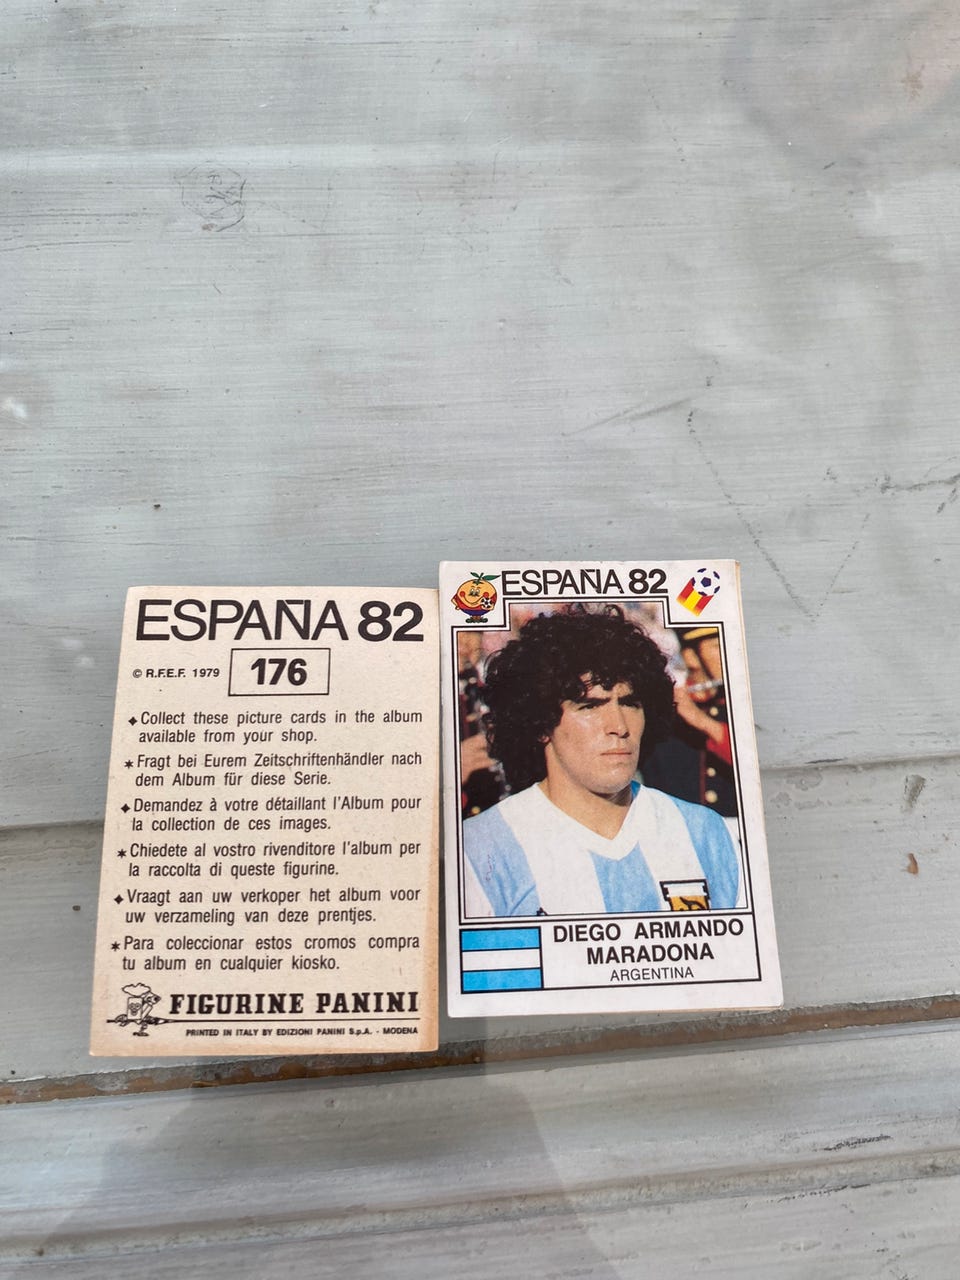 ESPAÑA 82
© R.F.E.F. 1979
176
Collect these picture cards in the album
available from your shop.
Fragt bei Eurem Zeitschriftenhändler nach
dem Album für diese Serie.
Demandez à votre détaillant l'Album pour
la collection de ces images.
Chiedete al vostro rivenditore l'album per
la raccolta di queste figurine.
Vraagt aan uw verkoper het album voor
uw verzameling van deze prentjes.
Para coleccionar estos cromos compra
tu album en cualquier kiosko.
FIGURINE PANINI
PRINTED IN ITALY BY EDIZIONI PANINI S.p.A. - MODENA
ESPAÑA 82
DIEGO ARMANDO
MARADONA
ARGENTINA